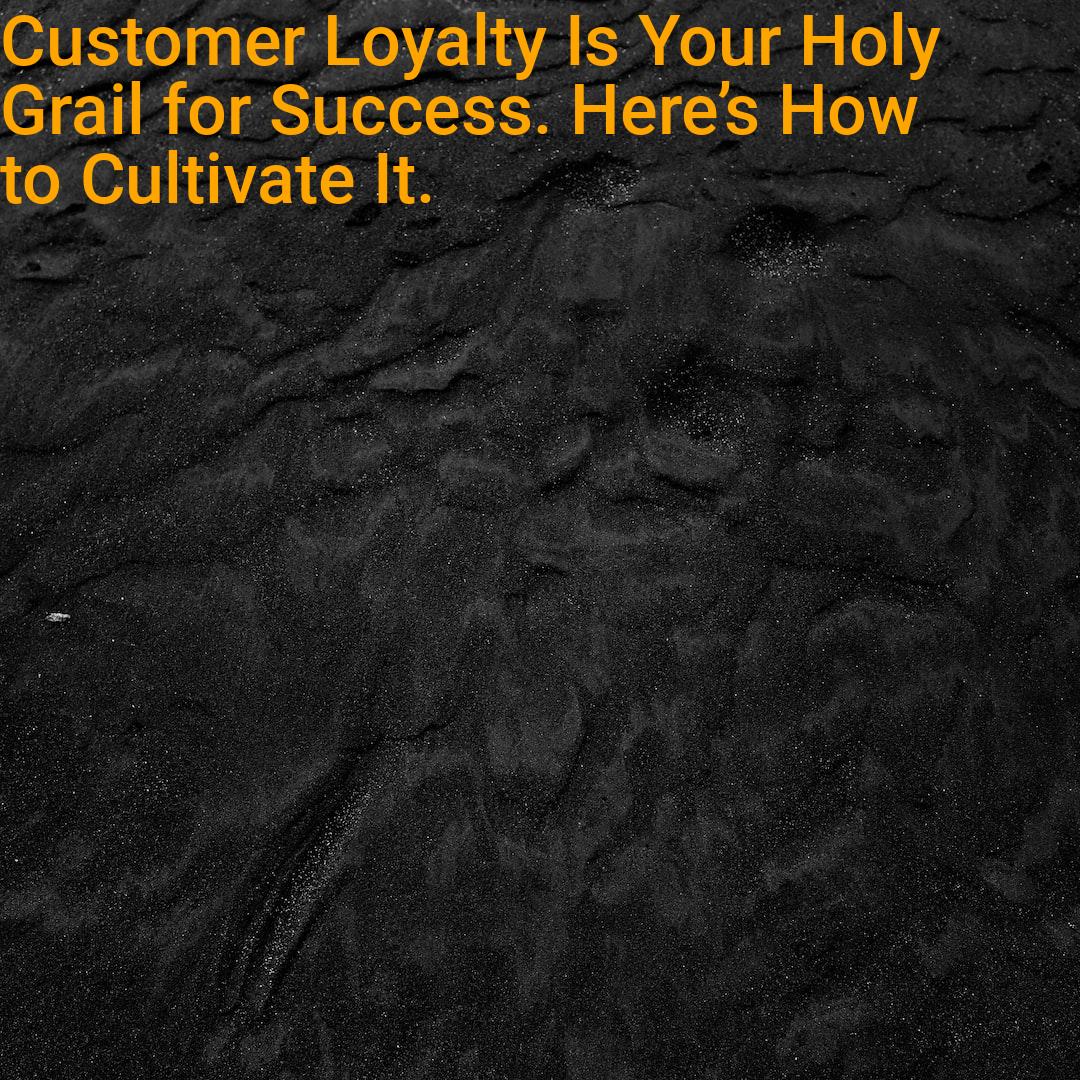 Customer Loyalty Is Your Holy
Grail for Success. Here’s How
to Cultivate It.